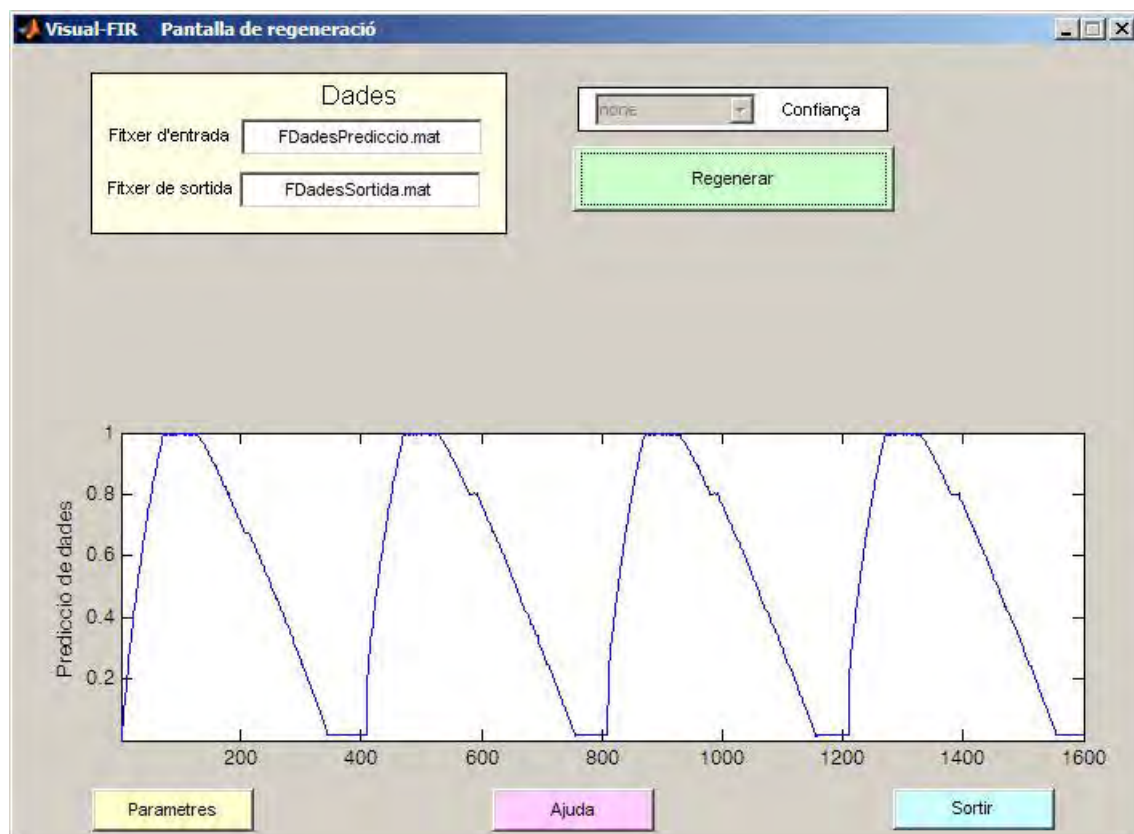 Visual-FIR Pantalla de regeneració
Dades
Fitxer d'entrada FDadesPrediccio.mat
Fitxer de sortida FDadesSortida.mat
none Confiança
Regenerar
Prediccio de dades
1
0.8
0.6
0.4
0.2
200 400 600 800 1000 1200 1400 1600
Parametres Ajuda Sortir